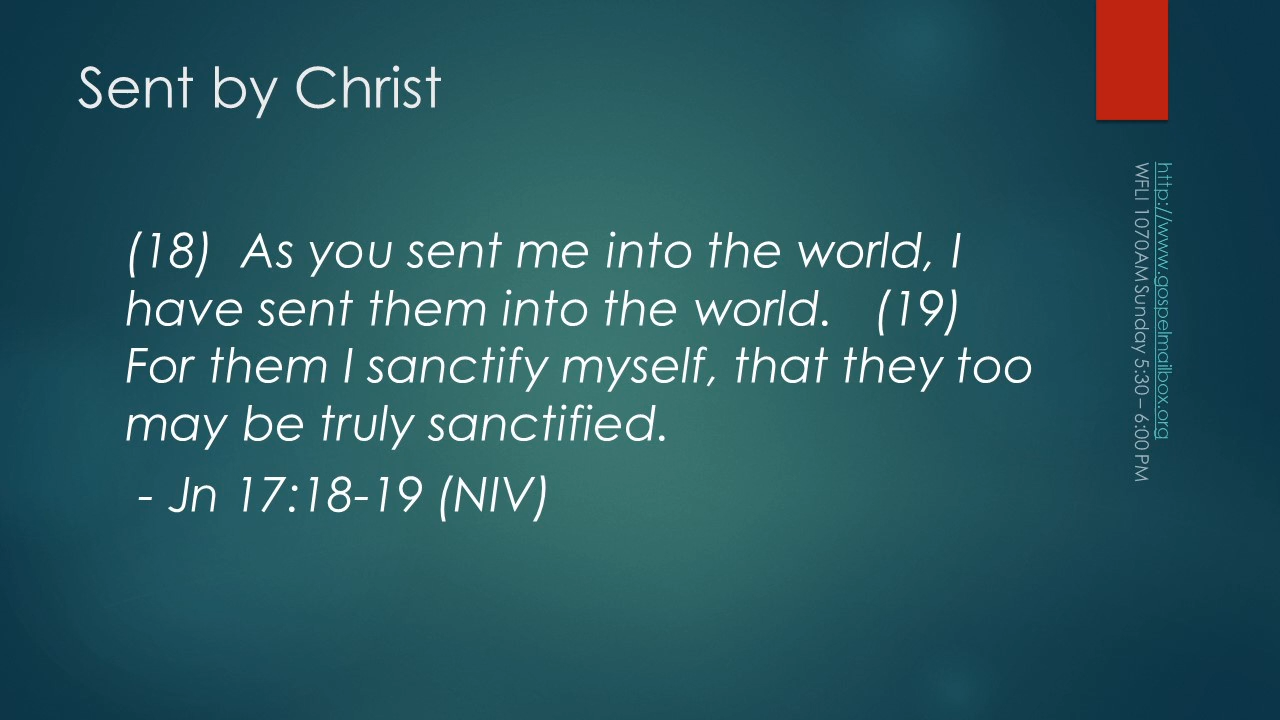 Sent by Christ
(18)  As you sent me into the world, I
have sent them into the world.   (19)
For them I sanctify myself, that they too
may be truly sanctified.
- Jn 17:18-19 (NIV)
http://www.gospelmailbox.org
WFLI 1070AM Sunday 5:30 – 6:00 PM